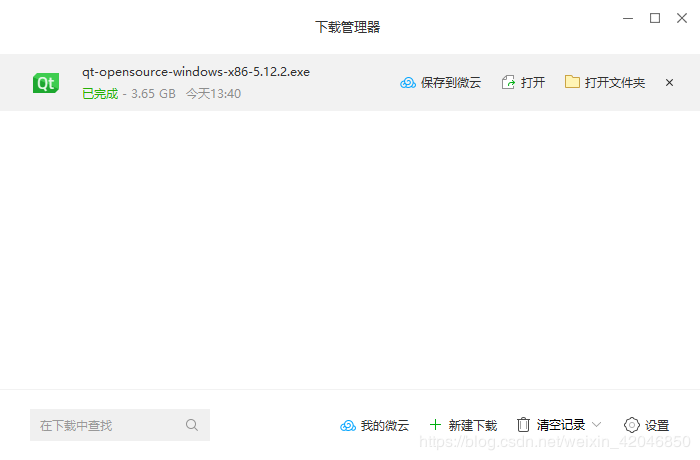 下载管理器
Qt
qt-opensource-windows-x86-5.12.2.exe
已完成 - 3.65 GB 今天13:40
保存到微云 打开 打开文件夹
在下载中查找
我的微云 新建下载 清空记录 设置
https://blog.csdn.net/weixin_42046850